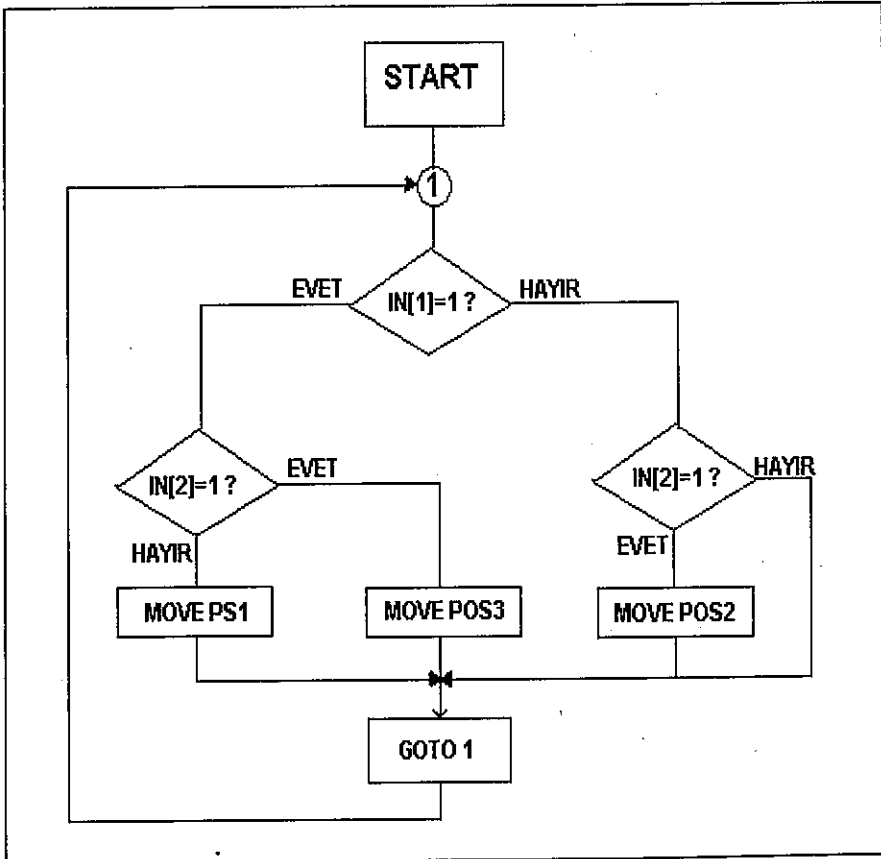 START
1
EVET
IN[1]=1 ?
HAYIR
IN[2]=1 ?
EVET
HAYIR
IN[2]=1 ?
HAYIR
EVET
MOVE PS1
MOVE POS3
MOVE POS2
GOTO 1